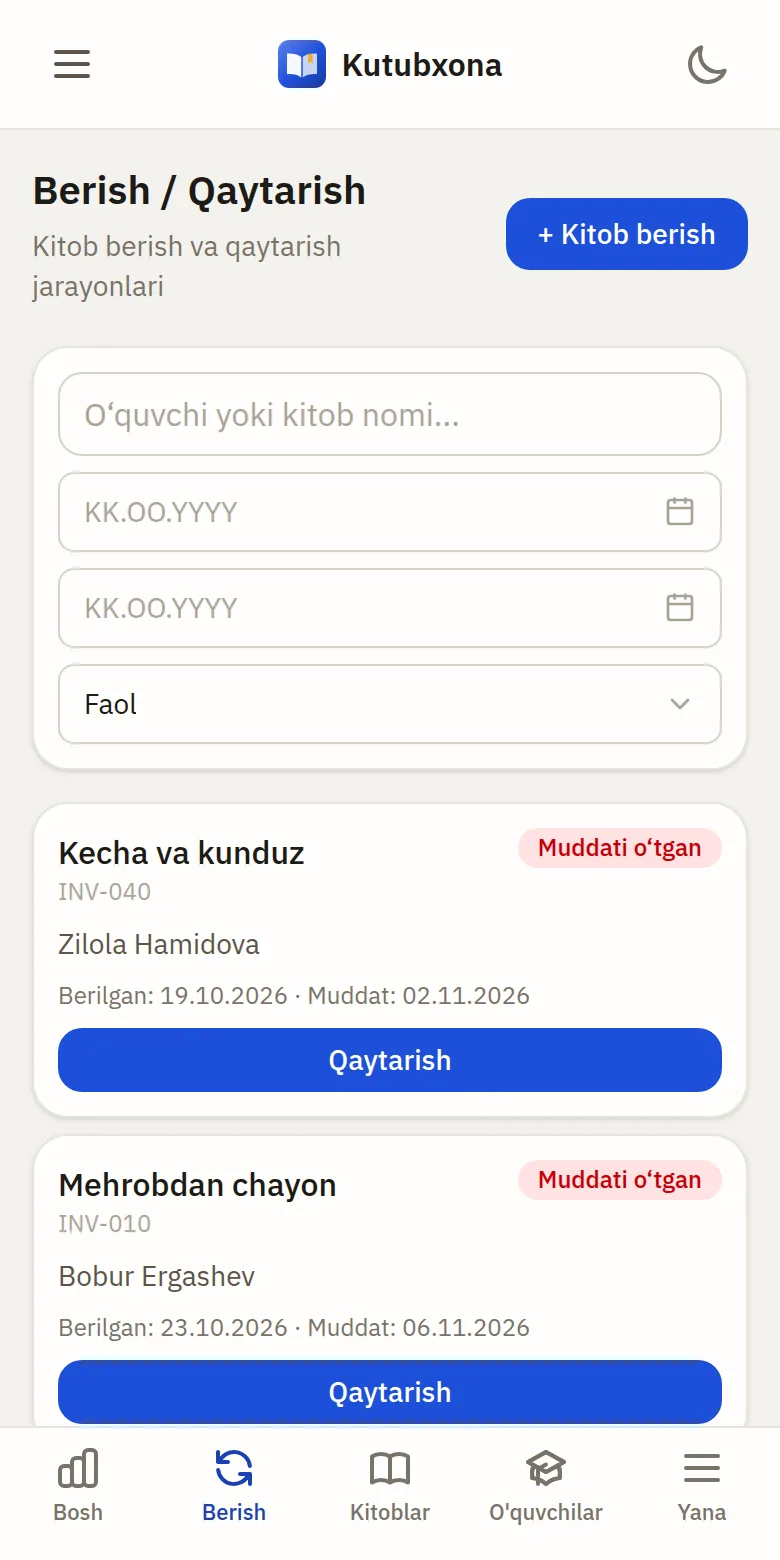 Kutubxona
Berish / Qaytarish
Kitob berish va qaytarish
jarayonlari
+ Kitob berish
Oʻquvchi yoki kitob nomi...
KK.OO.YYYY
KK.OO.YYYY
Faol
Kecha va kunduz
Muddati oʻtgan
INV-040
Zilola Hamidova
Berilgan: 19.10.2026 · Muddat: 02.11.2026
Qaytarish
Mehrobdan chayon
Muddati oʻtgan
INV-010
Bobur Ergashev
Berilgan: 23.10.2026 · Muddat: 06.11.2026
Qaytarish
Bosh
Berish
Kitoblar
O'quvchilar
Yana